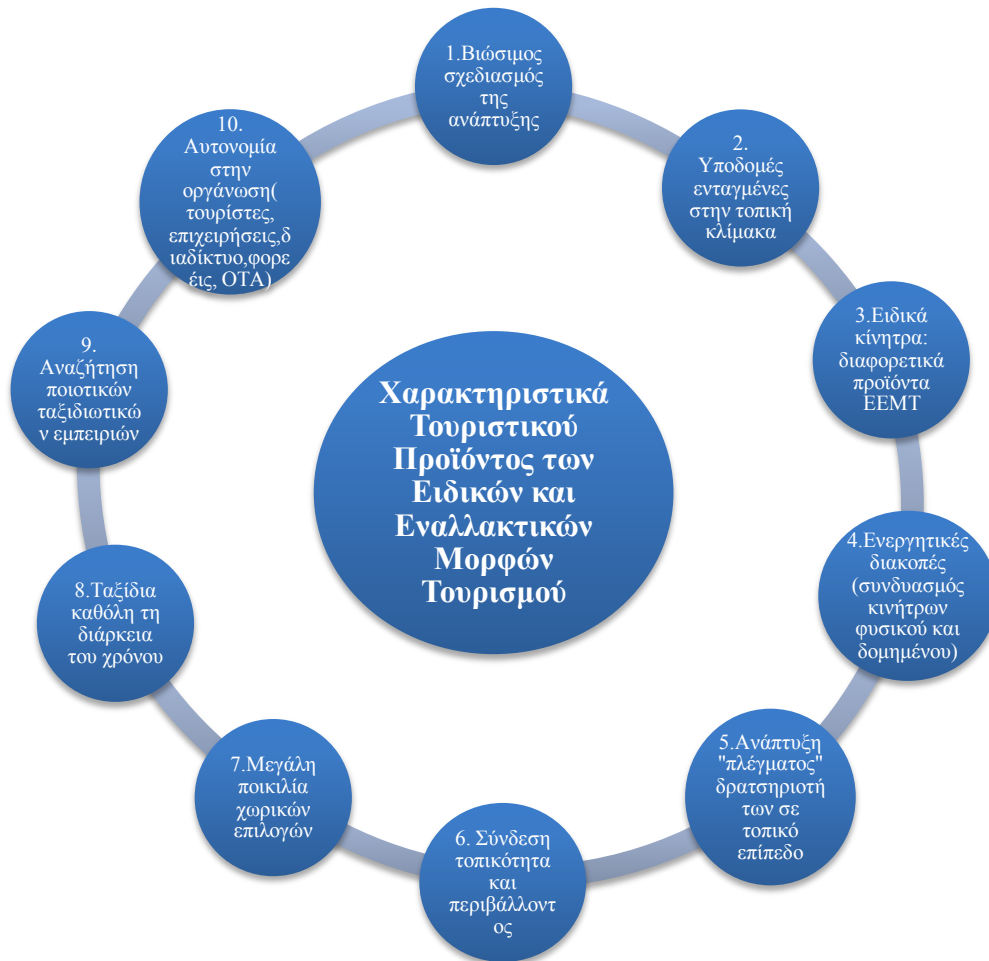 1.Βιώσιμος
σχεδιασμός
της
ανάπτυξης
2.
Υποδομές
ενταγμένες
στην τοπική
κλίμακα
3.Ειδικά
κίνητρα:
διαφορετικά
προϊόντα
ΕΕΜΤ
4.Ενεργητικές
διακοπές
(συνδυασμός
κινήτρων
φυσικού και
δομημένου)
5.Ανάπτυξη
"πλέγματος"
δρατσηριοτή
των σε
τοπικό
επίπεδο
6. Σύνδεση
τοπικότητα
και
περιβάλλοντ
ος
7.Μεγάλη
ποικιλία
χωρικών
επιλογών
8.Ταξίδια
καθόλη τη
διάρκεια
του χρόνου
9.
Αναζήτηση
ποιοτικών
ταξιδιωτικώ
ν εμπειριών
10.
Αυτονομία
στην
οργάνωση(
τουρίστες,
επιχειρήσεις,δ
ιαδίκτυο,φορε
έις, ΟΤΑ)
Χαρακτηριστικά
Τουριστικού
Προϊόντος των
Ειδικών και
Εναλλακτικών
Μορφών
Τουρισμού